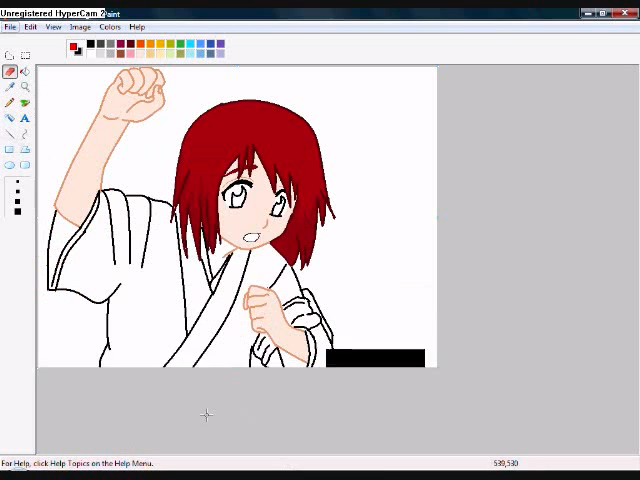 Unregistered HyperCam 2
Paint
File Edit View Image Colors Help
A
For Help, click Help Topics on the Help Menu.
539,530